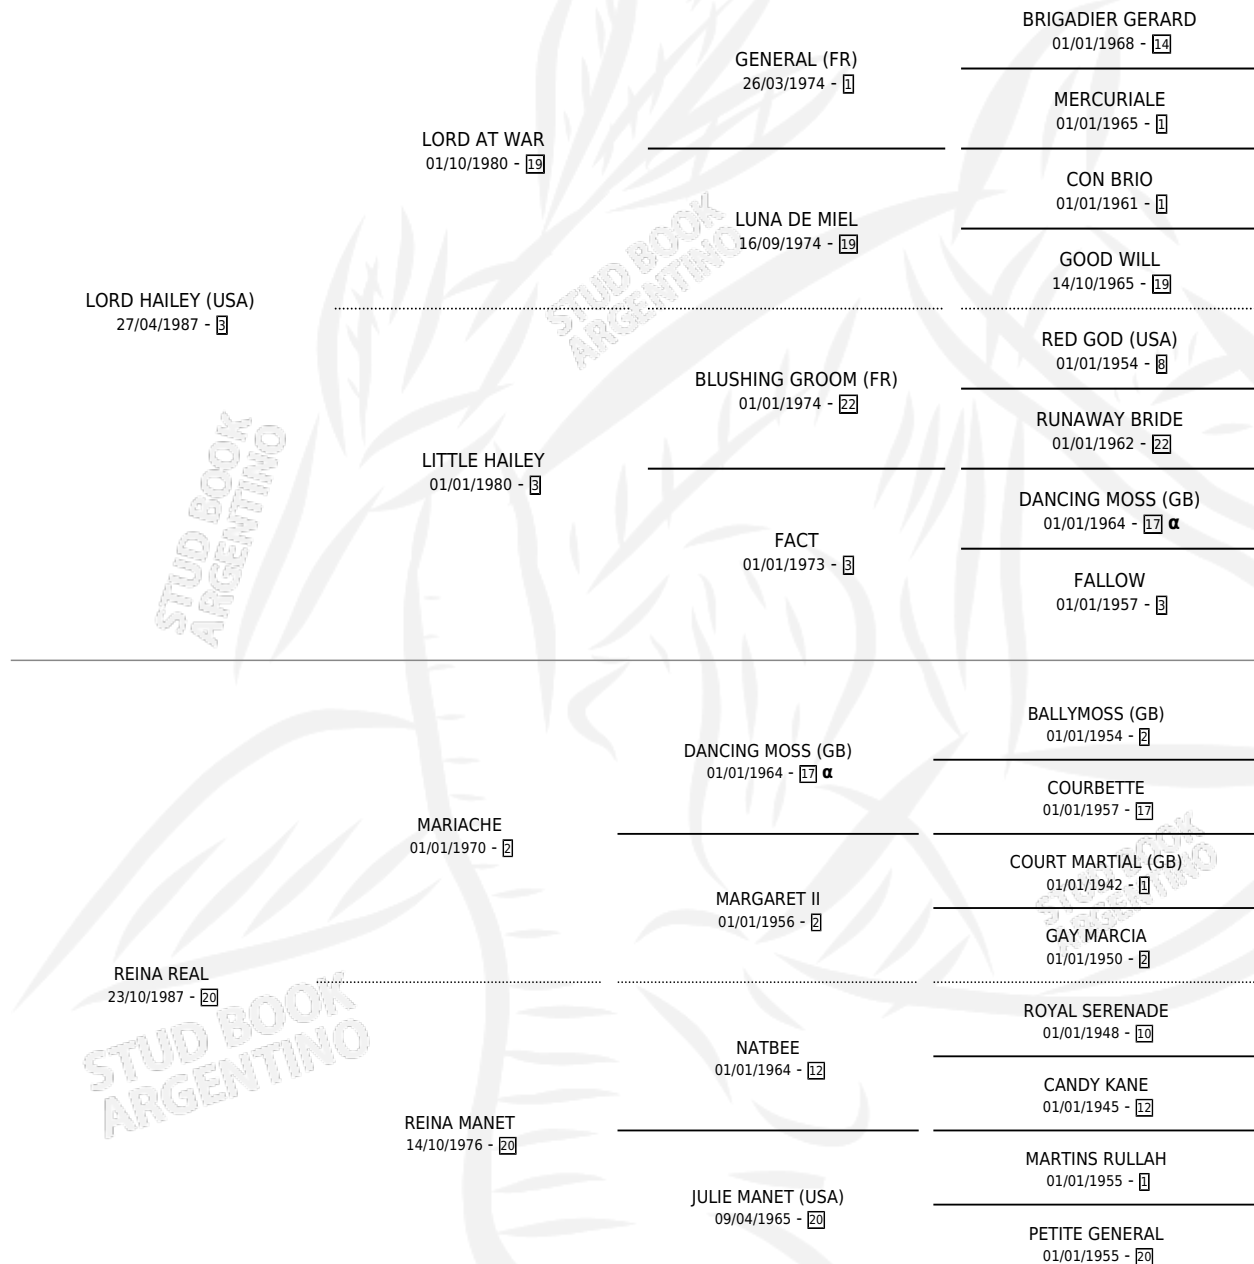 BRIGADIER GERARD
01/01/1968 - 14
GENERAL (FR)
26/03/1974 - 1
MERCURIALE
01/01/1965 - 1
LORD AT WAR
01/10/1980 - 19
CON BRIO
01/01/1961 - 1
LUNA DE MIEL
16/09/1974 - 19
GOOD WILL
14/10/1965 - 19
LORD HAILEY (USA)
27/04/1987 - 3
STUD BOOK
ARGENTINO
RED GOD (USA)
01/01/1954 - 8
BLUSHING GROOM (FR)
01/01/1974 - 22
RUNAWAY BRIDE
01/01/1962 - 22
LITTLE HAILEY
01/01/1980 - 3
DANCING MOSS (GB)
01/01/1964 - 17 α
FACT
01/01/1973 - 3
FALLOW
01/01/1957 - 3
STUD BOOK
ARGENTINO
BALLYMOSS (GB)
01/01/1954 - 2
DANCING MOSS (GB)
01/01/1964 - 17 α
COURBETTE
01/01/1957 - 17
MARIACHE
01/01/1970 - 2
COURT MARTIAL (GB)
01/01/1942 - 1
STUD BOOK
ARGENTINO
MARGARET II
01/01/1956 - 2
GAY MARCIA
01/01/1950 - 2
REINA REAL
23/10/1987 - 20
STUD BOOK
ARGENTINO
ROYAL SERENADE
01/01/1948 - 10
NATBEE
01/01/1964 - 12
CANDY KANE
01/01/1945 - 12
REINA MANET
14/10/1976 - 20
MARTINS RULLAH
01/01/1955 - 1
JULIE MANET (USA)
09/04/1965 - 20
PETITE GENERAL
01/01/1955 - 20